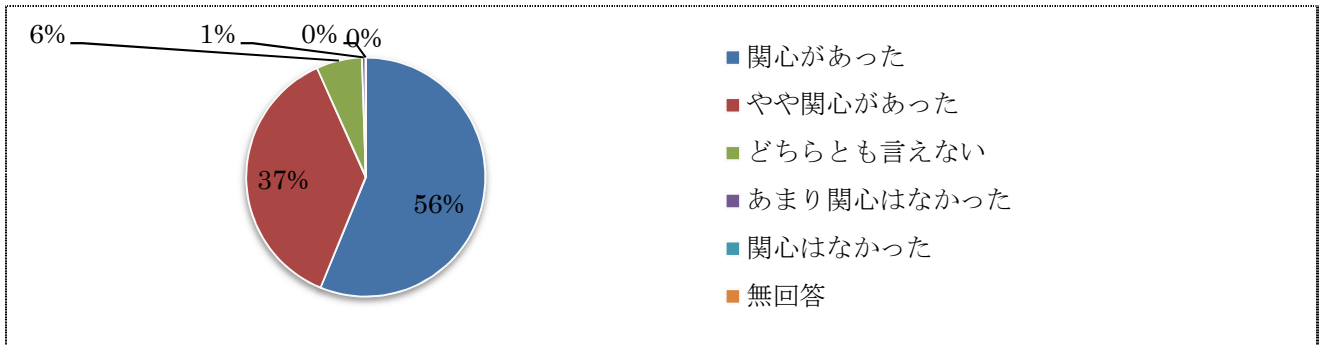 6%
1%
0%
0%
37%
56%
関心があった
やや関心があった
どちらとも言えない
あまり関心はなかった
関心はなかった
無回答